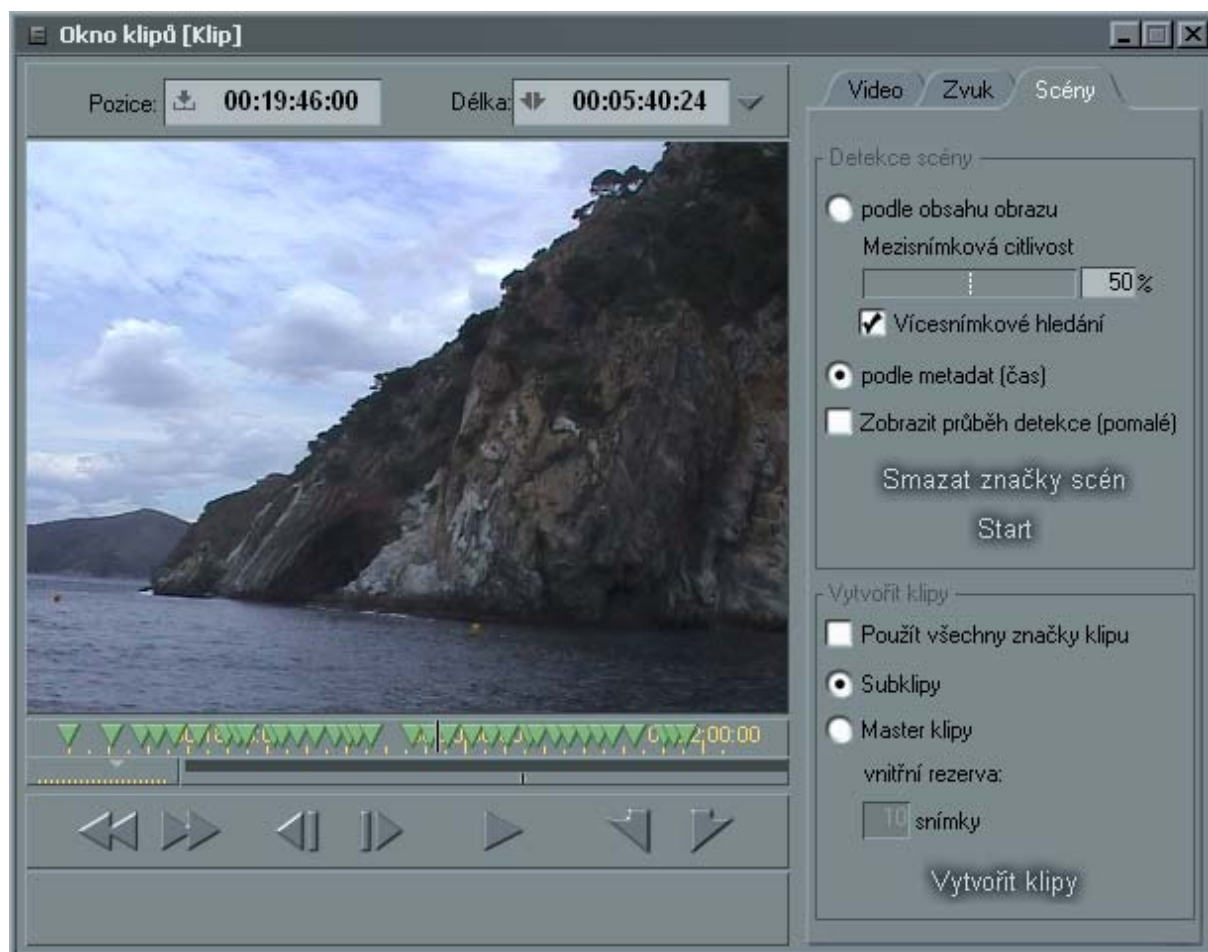 Okno klipů [Klip]
Pozice: 00:19:46:00 Délka: 00:05:40:24
Video Zvuk Scény
Detekce scény
podle obsahu obrazu
Mezisnímková citlivost
50 %
Vícesnímkové hledání
podle metadat (čas)
Zobrazit průběh detekce (pomalé)
Smazat značky scén
Start
Vytvořit klipy
Použít všechny značky klipu
Subklipy
Master klipy
vnitřní rezerva:
10 snímky
Vytvořit klipy